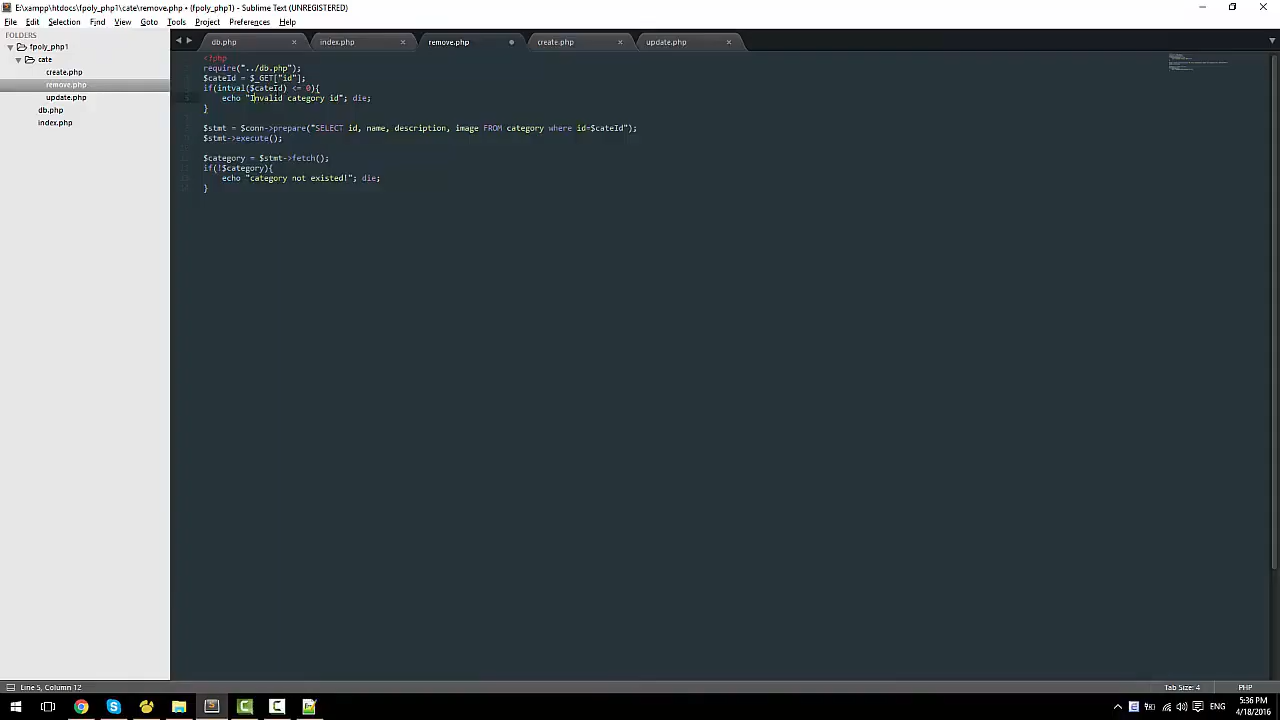 E:\xampp\htdocs\fpoly_php1\cate\remove.php • (fpoly_php1) - Sublime Text (UNREGISTERED)
File Edit Selection Find View Goto Tools Project Preferences Help
FOLDERS
fpoly_php1
cate
create.php
remove.php
update.php
db.php
index.php
db.php × index.php × remove.php create.php × update.php ×
<?php
require("../db.php");
$cateId = $_GET["id"];
if(intval($cateId) <= 0){
echo "Invalid category id"; die;
}
$stmt = $conn->prepare("SELECT id, name, description, image FROM category where id=$cateId");
$stmt->execute();
$category = $stmt->fetch();
if(!$category){
echo "category not existed!"; die;
}
Line 5, Column 12
Tab Size: 4 PHP
ENG
5:36 PM
4/18/2016